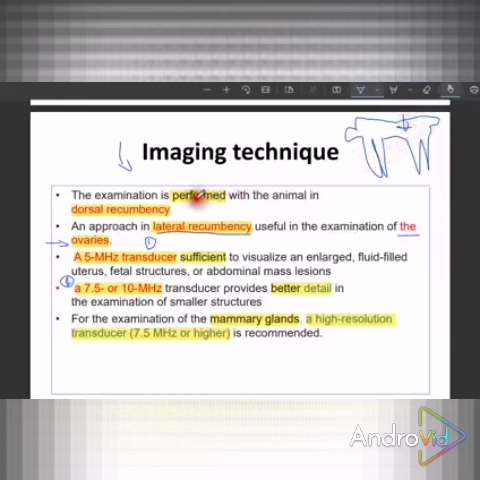 Imaging technique
• The examination is performed with the animal in
dorsal recumbency
• An approach in lateral recumbency useful in the examination of the
ovaries.
①
• A 5-MHz transducer sufficient to visualize an enlarged, fluid-filled
uterus, fetal structures, or abdominal mass lesions
• a 7.5- or 10-MHz transducer provides better detail in
the examination of smaller structures
• For the examination of the mammary glands, a high-resolution
transducer (7.5 MHz or higher) is recommended.
AndroVid